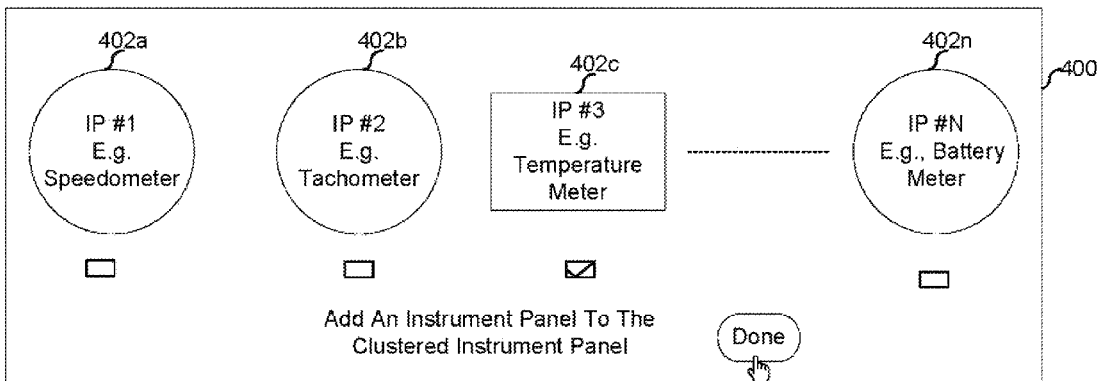 402a
402b
402c
402n
400
IP #1
E.g.
Speedometer
IP #2
E.g.
Tachometer
IP #3
E.g.
Temperature
Meter
IP #N
E.g., Battery
Meter
Add An Instrument Panel To The
Clustered Instrument Panel
Done